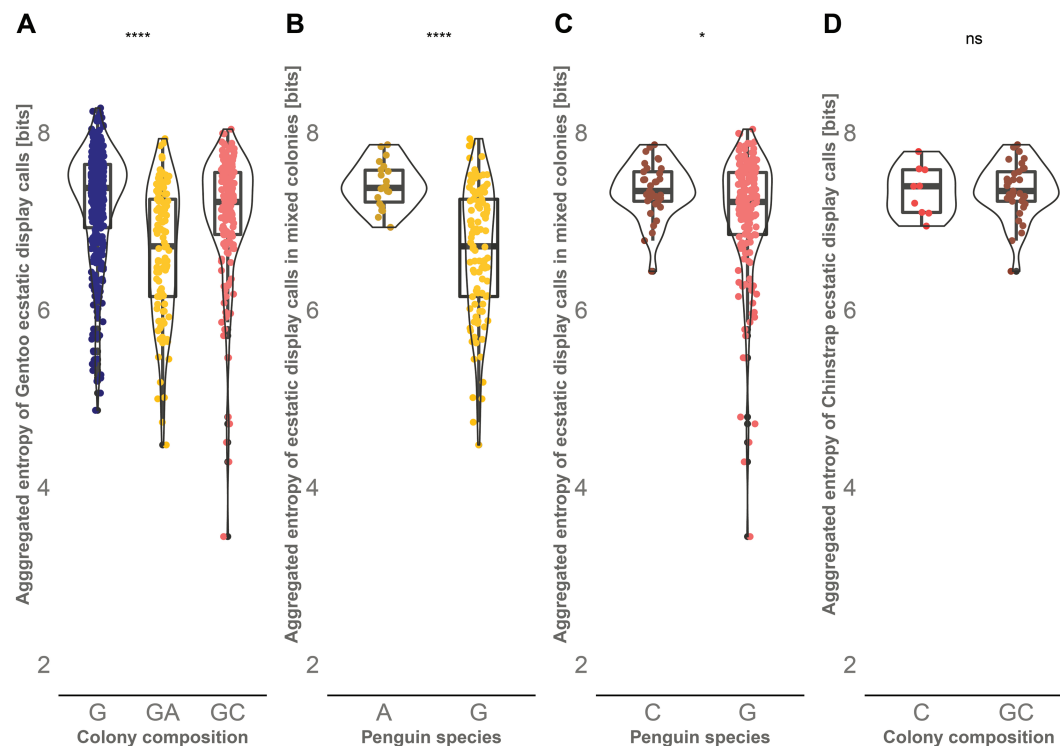 A
B
C
D
****
****
*
ns
Agggregated entropy of Gentoo ecstatic display calls [bits]
8
6
4
2
G GA GC
Colony composition
Aggregated entropy of ecstatic display calls in mixed colonies [bits]
8
6
4
2
A G
Penguin species
Aggregated entropy of ecstatic display calls in mixed colonies [bits]
8
6
4
2
C G
Penguin species
Agggregated entropy of Chinstrap ecstatic display calls [bits]
8
6
4
2
C GC
Colony composition